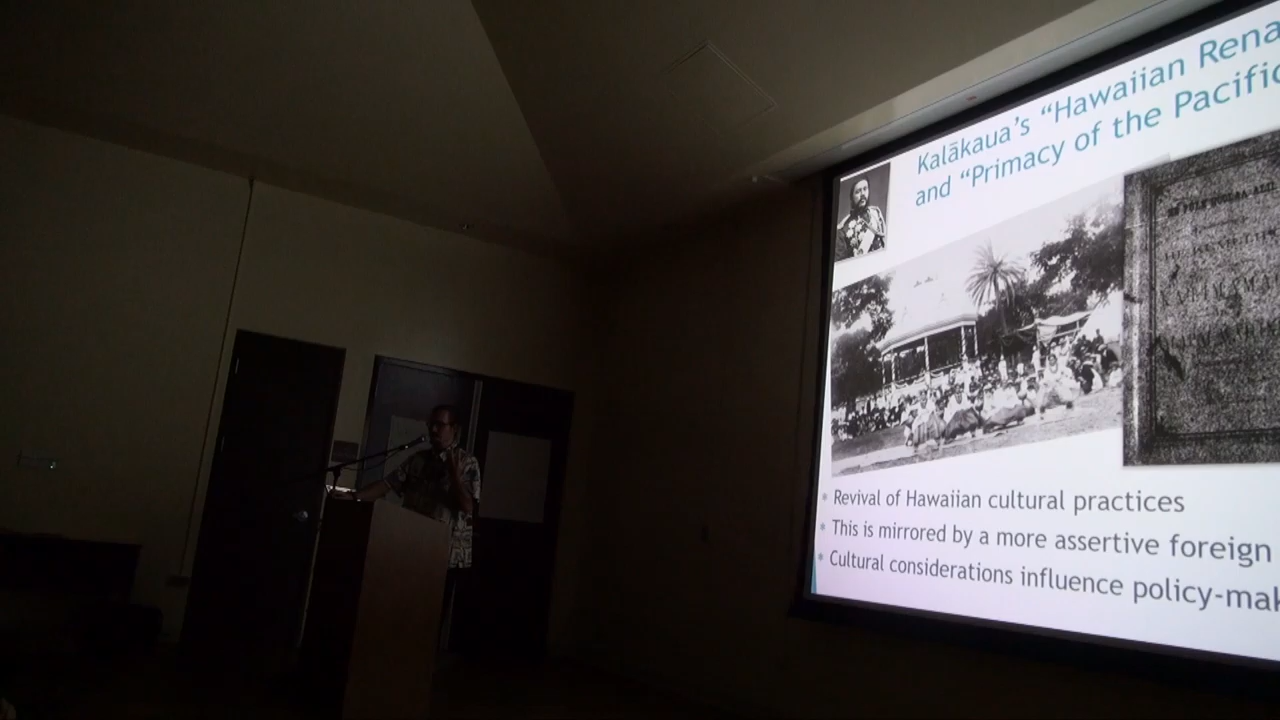 Kalākaua's “Hawaiian Rena
and “Primacy of the Pacific
Revival of Hawaiian cultural practices
This is mirrored by a more assertive foreign
Cultural considerations influence policy-mak